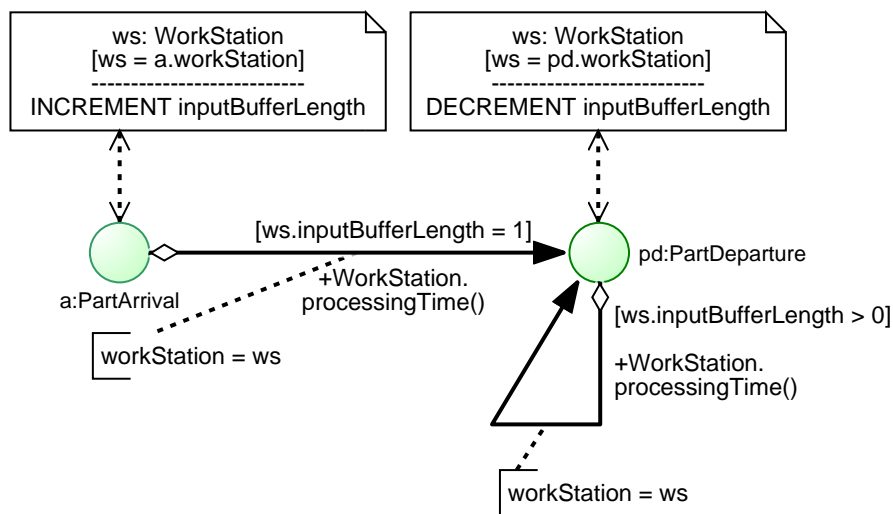 ws: WorkStation
[ws = a.workStation]
---------------------------
INCREMENT inputBufferLength
ws: WorkStation
[ws = pd.workStation]
---------------------------
DECREMENT inputBufferLength
[ws.inputBufferLength = 1]
+WorkStation.
processingTime()
a:PartArrival
pd:PartDeparture
workStation = ws
[ws.inputBufferLength > 0]
+WorkStation.
processingTime()
workStation = ws